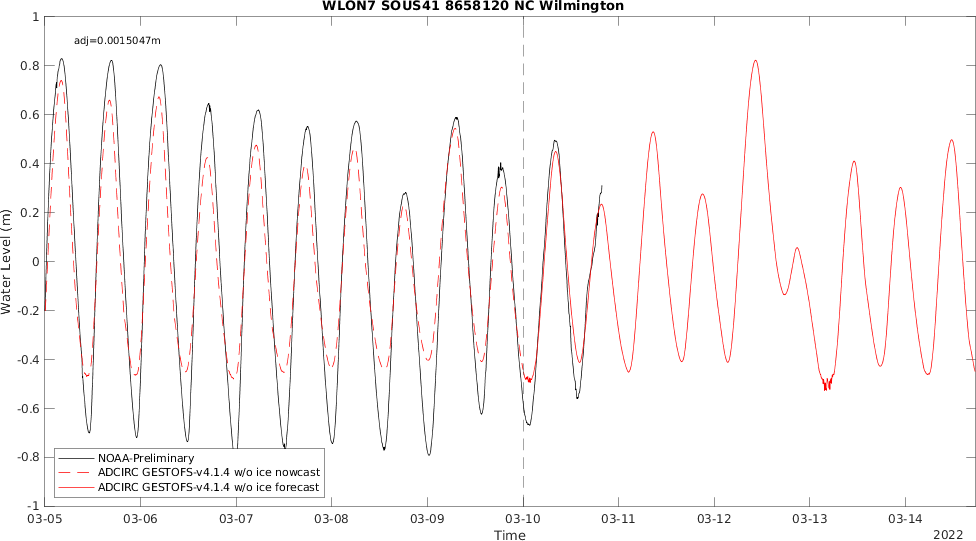 WLON7 SOUS41 8658120 NC Wilmington
adj=0.0015047m
1
0.8
0.6
0.4
0.2
0
-0.2
-0.4
-0.6
-0.8
-1
Water Level (m)
NOAA-Preliminary
ADCIRC GESTOFS-v4.1.4 w/o ice nowcast
ADCIRC GESTOFS-v4.1.4 w/o ice forecast
03-05 03-06 03-07 03-08 03-09 03-10 03-11 03-12 03-13 03-14
Time
2022